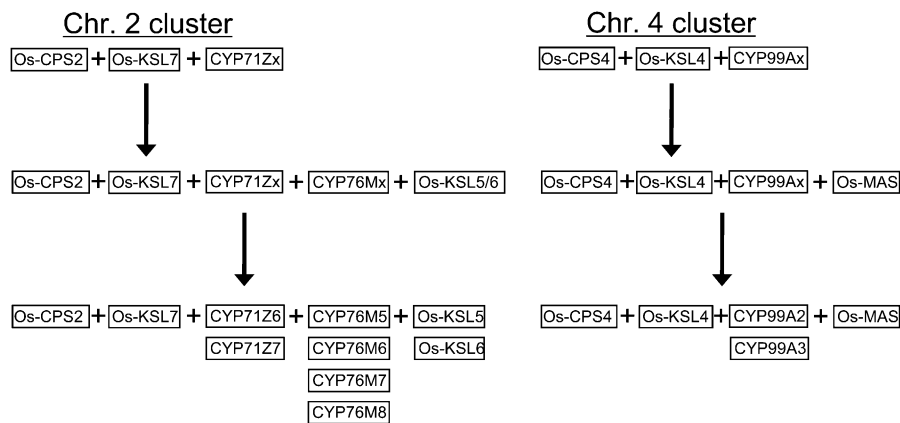 Chr. 2 cluster
Os-CPS2 + Os-KSL7 + CYP71Zx
Os-CPS2 + Os-KSL7 + CYP71Zx + CYP76Mx + Os-KSL5/6
Os-CPS2 + Os-KSL7 + CYP71Z6 + CYP76M5 + Os-KSL5
CYP71Z7 CYP76M6 Os-KSL6
CYP76M7
CYP76M8
Chr. 4 cluster
Os-CPS4 + Os-KSL4 + CYP99Ax
Os-CPS4 + Os-KSL4 + CYP99Ax + Os-MAS
Os-CPS4 + Os-KSL4 + CYP99A2 + Os-MAS
CYP99A3